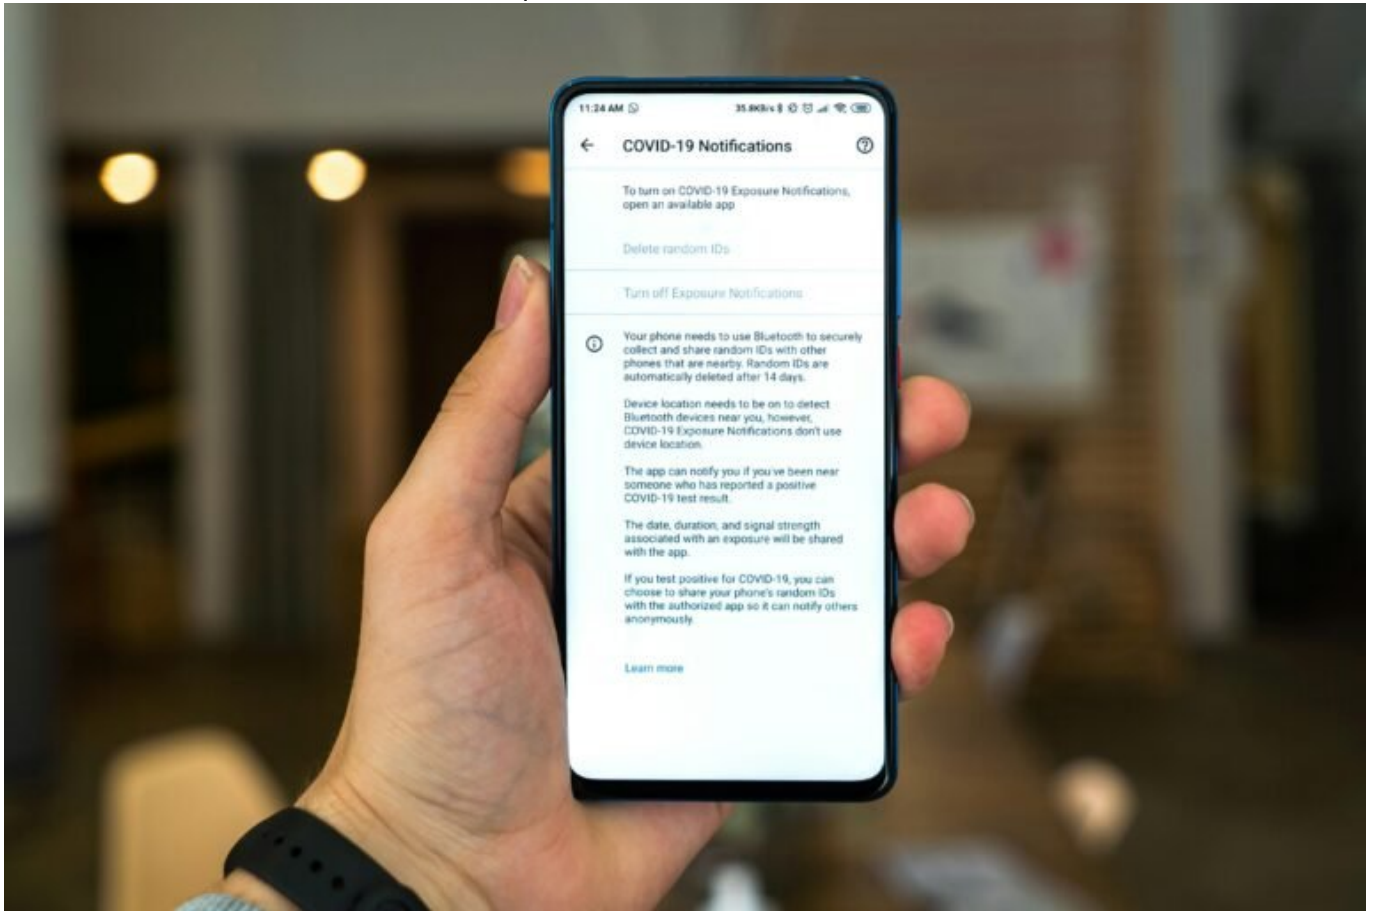 11:24 AM
35.8KB/s
COVID-19 Notifications
To turn on COVID-19 Exposure Notifications,
open an available app
Delete random IDs
Turn off Exposure Notifications
Your phone needs to use Bluetooth to securely
collect and share random IDs with other
phones that are nearby. Random IDs are
automatically deleted after 14 days.
Device location needs to be on to detect
Bluetooth devices near you, however,
COVID-19 Exposure Notifications don't use
device location.
The app can notify you if you've been near
someone who has reported a positive
COVID-19 test result.
The date, duration, and signal strength
associated with an exposure will be shared
with the app.
If you test positive for COVID-19, you can
choose to share your phone's random IDs
with the authorized app so it can notify others
anonymously.
Learn more